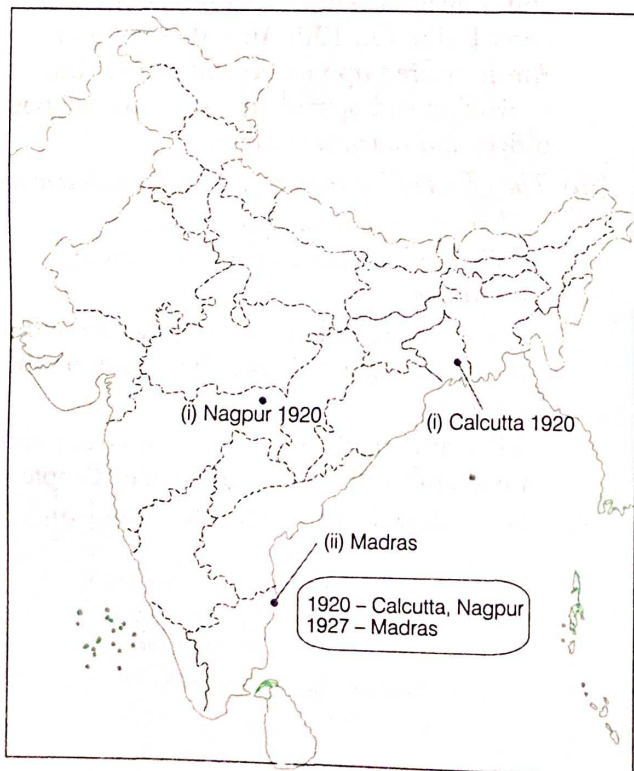 (i) Nagpur 1920
(i) Calcutta 1920
(ii) Madras
1920 – Calcutta, Nagpur
1927 – Madras